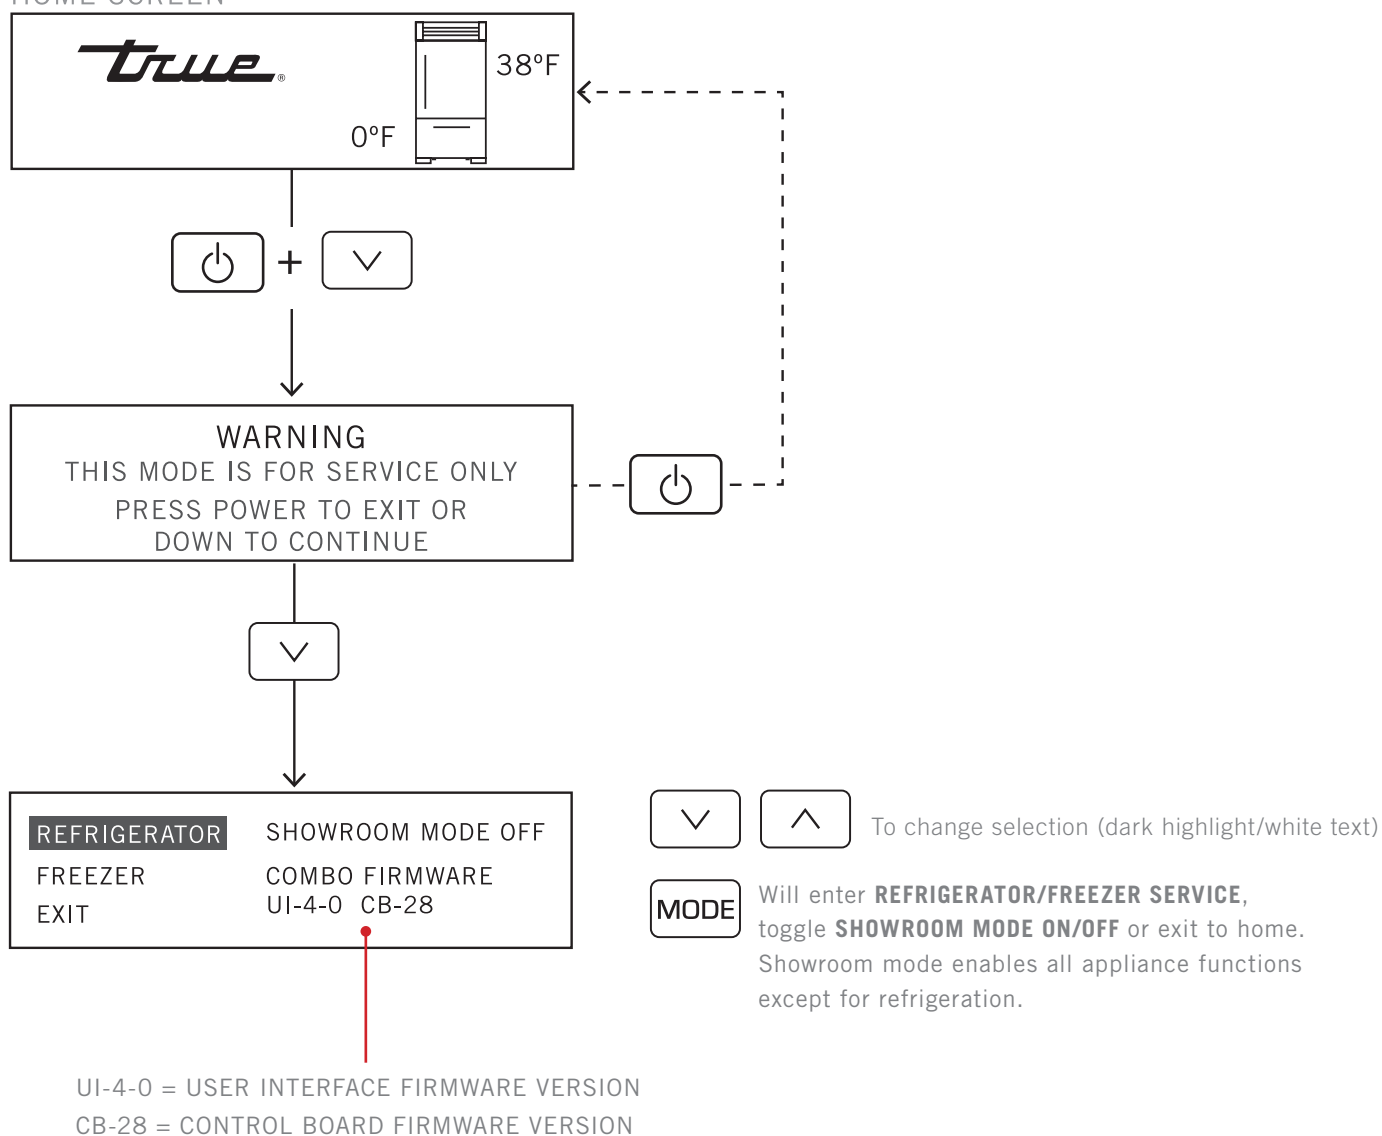 HOME SCREEN
true®
38°F
0°F
+
WARNING
THIS MODE IS FOR SERVICE ONLY
PRESS POWER TO EXIT OR
DOWN TO CONTINUE
REFRIGERATOR SHOWROOM MODE OFF
FREEZER COMBO FIRMWARE
EXIT UI-4-0 CB-28
To change selection (dark highlight/white text)
MODE
Will enter REFRIGERATOR/FREEZER SERVICE,
toggle SHOWROOM MODE ON/OFF or exit to home.
Showroom mode enables all appliance functions
except for refrigeration.
UI-4-0 = USER INTERFACE FIRMWARE VERSION
CB-28 = CONTROL BOARD FIRMWARE VERSION